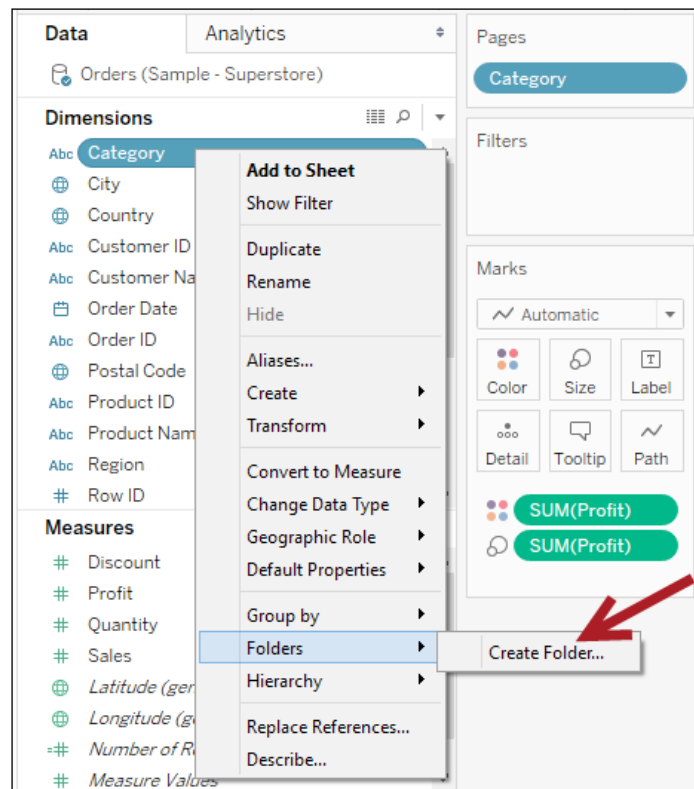 Data
Analytics
Orders (Sample - Superstore)
Dimensions
Abc Category
City
Country
Abc Customer ID
Abc Customer Na
Order Date
Abc Order ID
Postal Code
Abc Product ID
Abc Product Nam
Abc Region
# Row ID
Measures
# Discount
# Profit
# Quantity
# Sales
Latitude (ger
Longitude (g
=# Number of R
# Measure Values
Add to Sheet
Show Filter
Duplicate
Rename
Hide
Aliases...
Create
Transform
Convert to Measure
Change Data Type
Geographic Role
Default Properties
Group by
Folders
Hierarchy
Replace References...
Describe...
Create Folder...
Pages
Category
Filters
Marks
Automatic
T
Color
Size
Label
Detail
Tooltip
Path
SUM(Profit)
SUM(Profit)